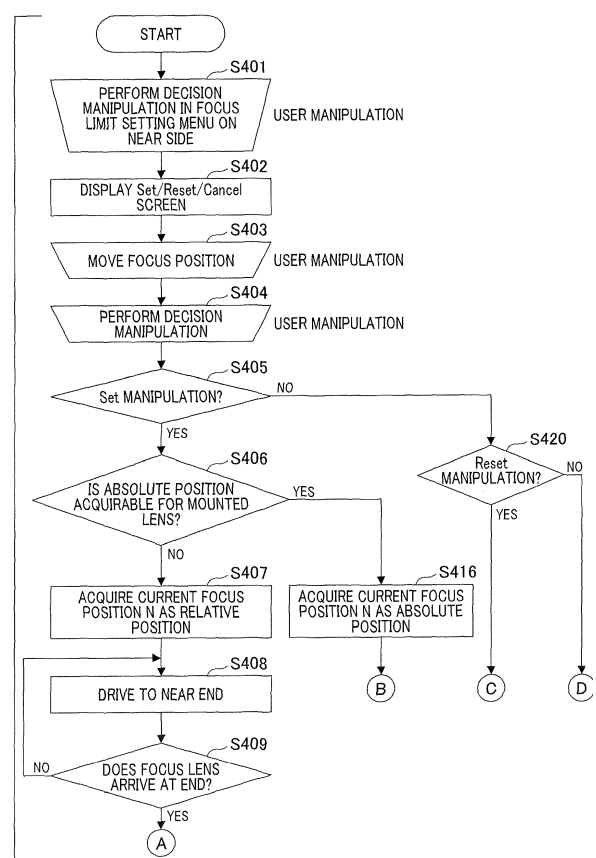 START
S401
PERFORM DECISION
MANIPULATION IN FOCUS
LIMIT SETTING MENU ON
NEAR SIDE
USER MANIPULATION
S402
DISPLAY Set/Reset/Cancel
SCREEN
S403
MOVE FOCUS POSITION
USER MANIPULATION
S404
PERFORM DECISION
MANIPULATION
USER MANIPULATION
S405
Set MANIPULATION?
NO
YES
S420
Reset
MANIPULATION?
NO
YES
S406
IS ABSOLUTE POSITION
ACQUIRABLE FOR MOUNTED
LENS?
YES
NO
S407
ACQUIRE CURRENT FOCUS
POSITION N AS RELATIVE
POSITION
S416
ACQUIRE CURRENT FOCUS
POSITION N AS ABSOLUTE
POSITION
B
C
D
S408
DRIVE TO NEAR END
S409
DOES FOCUS LENS
ARRIVE AT END?
NO
YES
A